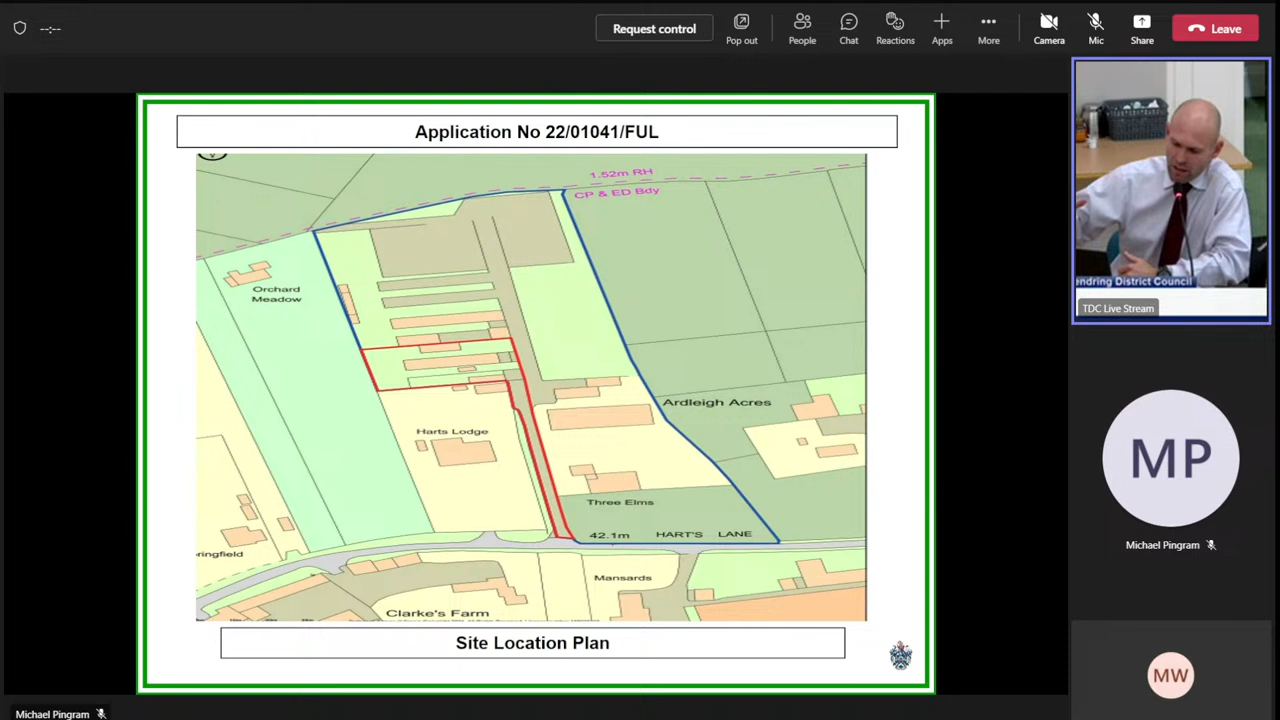 --:--
Request control
Pop out
People
Chat
Reactions
Apps
More
Camera
Mic
Share
Leave
Application No 22/01041/FUL
1.52m RH
CP & ED Bdy
Orchard
Meadow
Ardleigh Acres
Harts Lodge
Three Elms
42.1m HART'S LANE
ringfield
Mansards
Clarke's Farm
Site Location Plan
endring District Council
TDC Live Stream
MP
Michael Pingram
MW
Michael Pingram